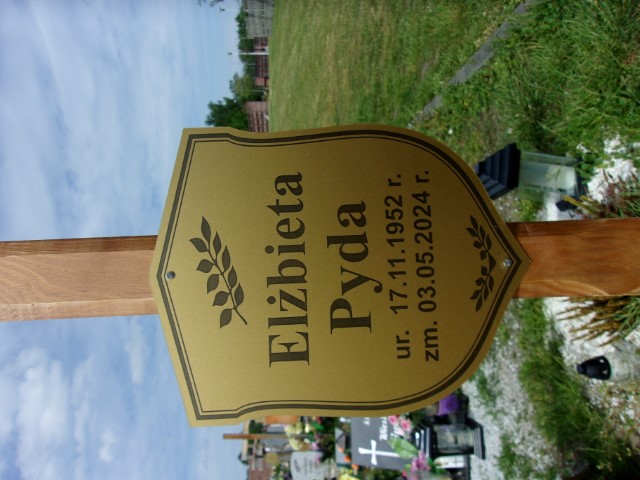 Elżbieta
Pyda
ur. 17.11.1952 r.
zm. 03.05.2024 r.